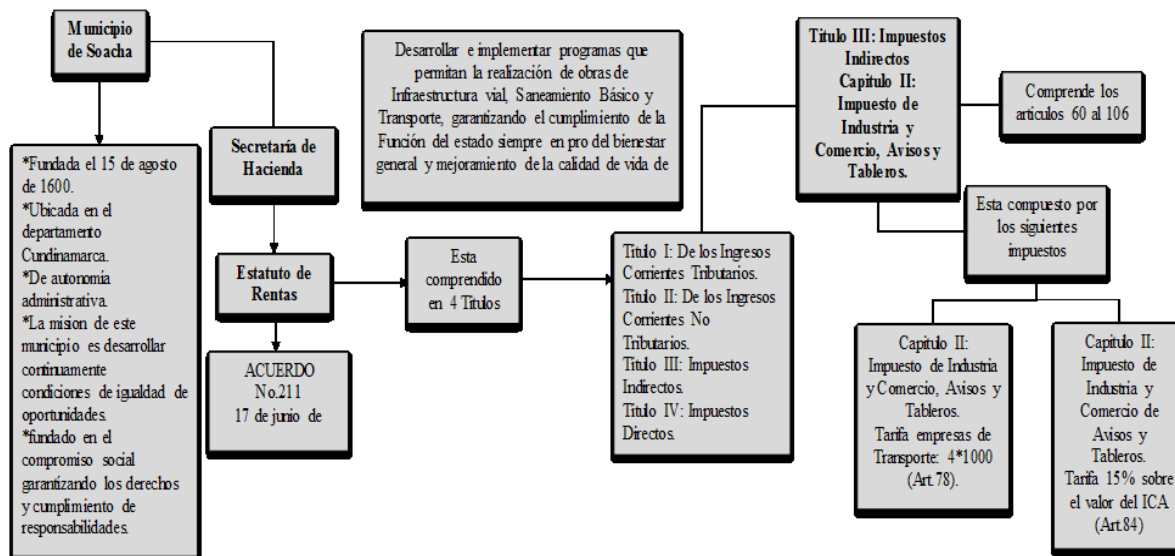 Municipio
de Soacha
*Fundada el 15 de agosto
de 1600.
*Ubicada en el
departamento
Cundinamarca.
*De autonomía
administrativa.
*La mision de este
municipio es desarrollar
continuamente
condiciones de igualdad de
oportunidades.
*fundado en el
compromiso social
garantizando los derechos
y cumplimiento de
responsabilidades.
Secretaría de
Hacienda
Estatuto de
Rentas
ACUERDO
No.211
17 de junio de
Desarrollar e implementar programas que
permitan la realización de obras de
Infraestructura vial, Saneamiento Básico y
Transporte, garantizando el cumplimiento de la
Función del estado siempre en pro del bienestar
general y mejoramiento de la calidad de vida de
Esta
comprendido
en 4 Titulos
Titulo I: De los Ingresos
Corrientes Tributarios.
Titulo II: De los Ingresos
Corrientes No
Tributarios.
Titulo III: Impuestos
Indirectos.
Titulo IV: Impuestos
Directos.
Titulo III: Impuestos
Indirectos
Capitulo II:
Impuesto de
Industria y
Comercio, Avisos y
Tableros.
Comprende los
articulos 60 al 106
Esta compuesto por
los siguientes
impuestos
Capitulo II:
Impuesto de Industria
y Comercio, Avisos y
Tableros.
Tarifa empresas de
Transporte: 4*1000
(Art.78).
Capitulo II:
Impuesto de
Industria y
Comercio de
Avisos y
Tableros.
Tarifa 15% sobre
el valor del ICA
(Art.84)